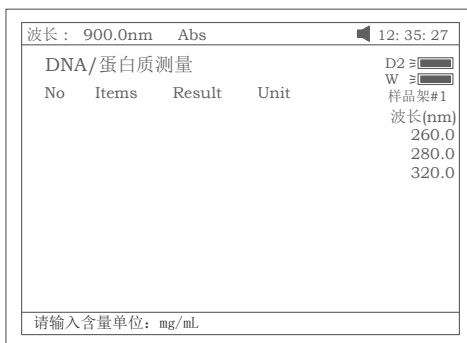 波长： 900.0nm Abs 12: 35: 27
DNA/蛋白质测量
No Items Result Unit
D2
W
样品架#1
波长(nm)
260.0
280.0
320.0
请输入含量单位：mg/mL